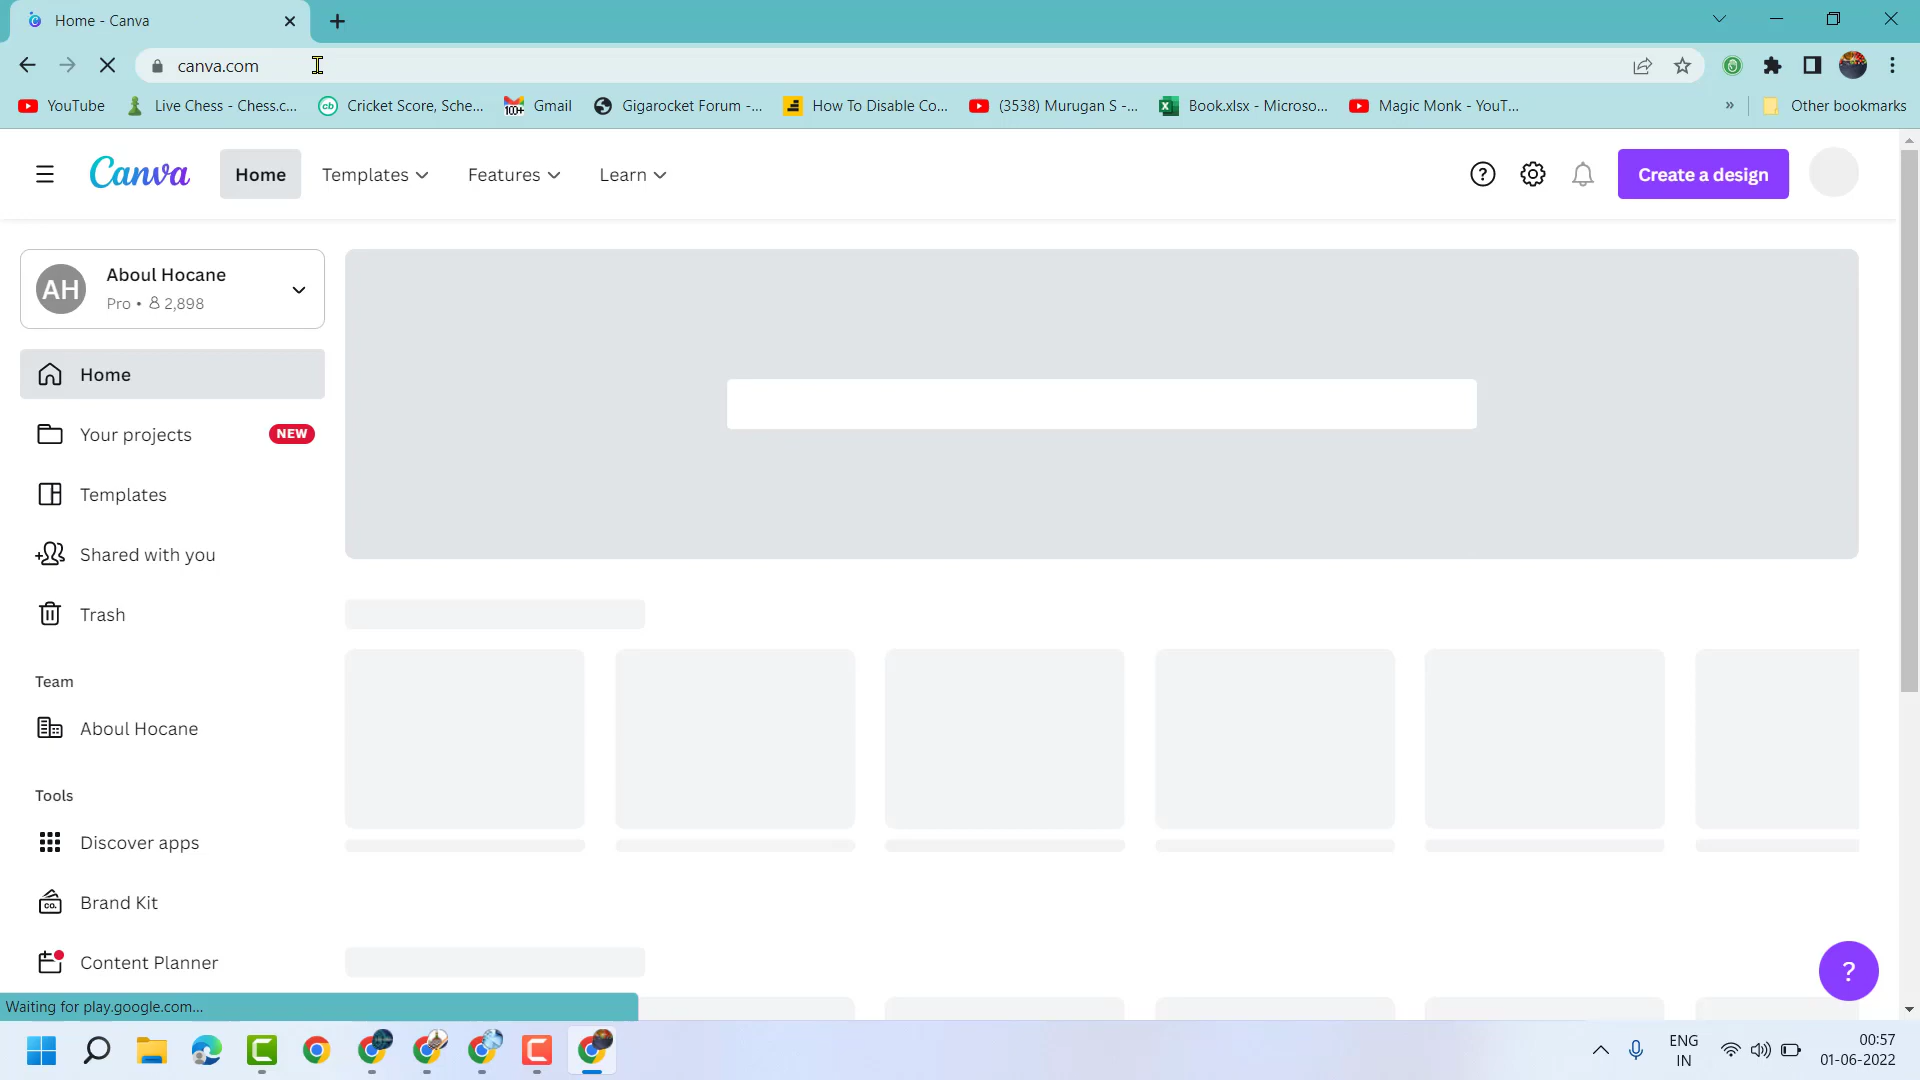 Home - Canva
canva.com
YouTube
Live Chess - Chess.c...
Cricket Score, Sche...
100+
Gmail
Gigarocket Forum -...
How To Disable Co...
(3538) Murugan S -...
Book.xlsx - Microso...
Magic Monk - YouT...
»
Other bookmarks
Canva
Home
Templates
Features
Learn
?
Create a design
AH
Aboul Hocane
Pro • 2,898
Home
Your projects
NEW
Templates
Shared with you
Trash
Team
Aboul Hocane
Tools
Discover apps
CO.
Brand Kit
Content Planner
?
Waiting for play.google.com...
ENG
IN
00:57
01-06-2022